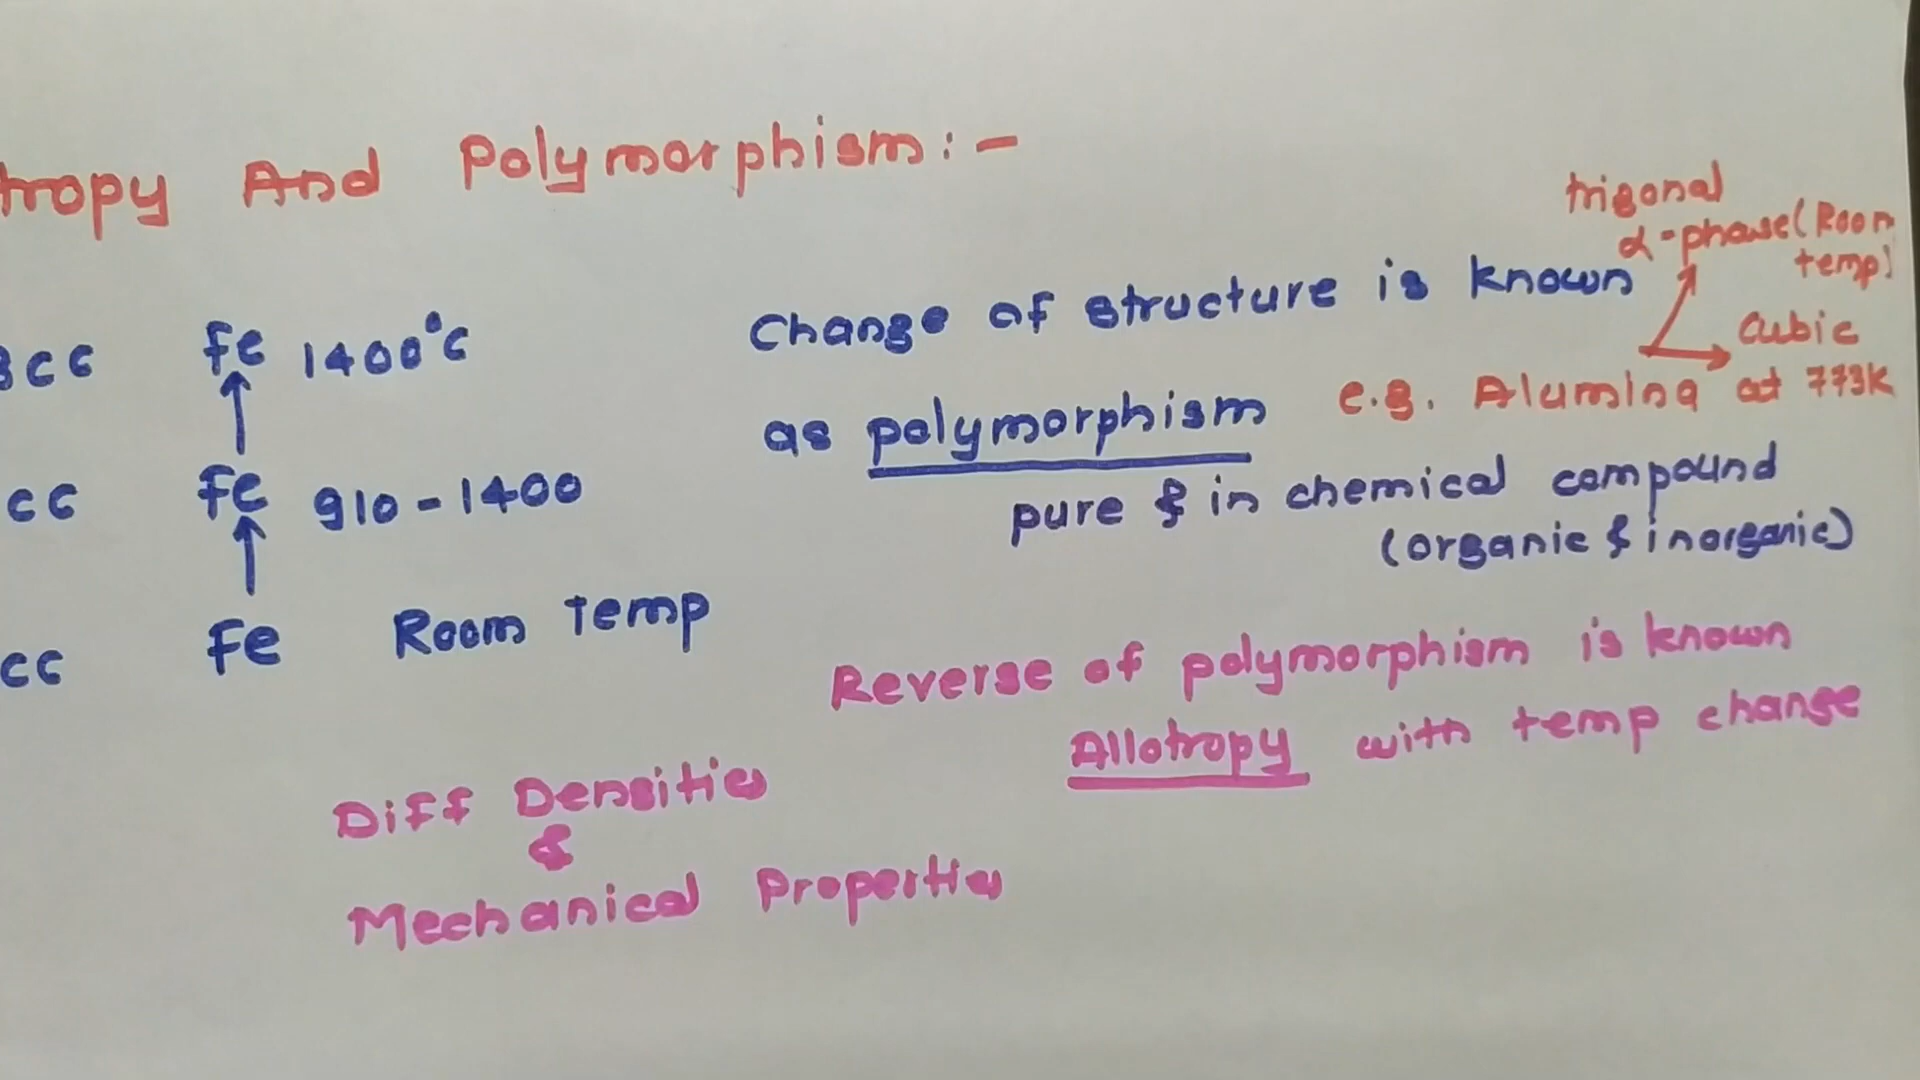 tropy And Polymorphism:-
trigonal
α-phase (Room
temp)
Change of structure is known
Cubic
BCC Fe 1400°C
as polymorphism e.g. Alumina at 773K
CC Fe 910-1400
pure & in chemical compound
(organic & inorganic)
CC Fe Room Temp
Reverse of polymorphism is known
Allotropy with temp change
Diff Densities
&
Mechanical Properties